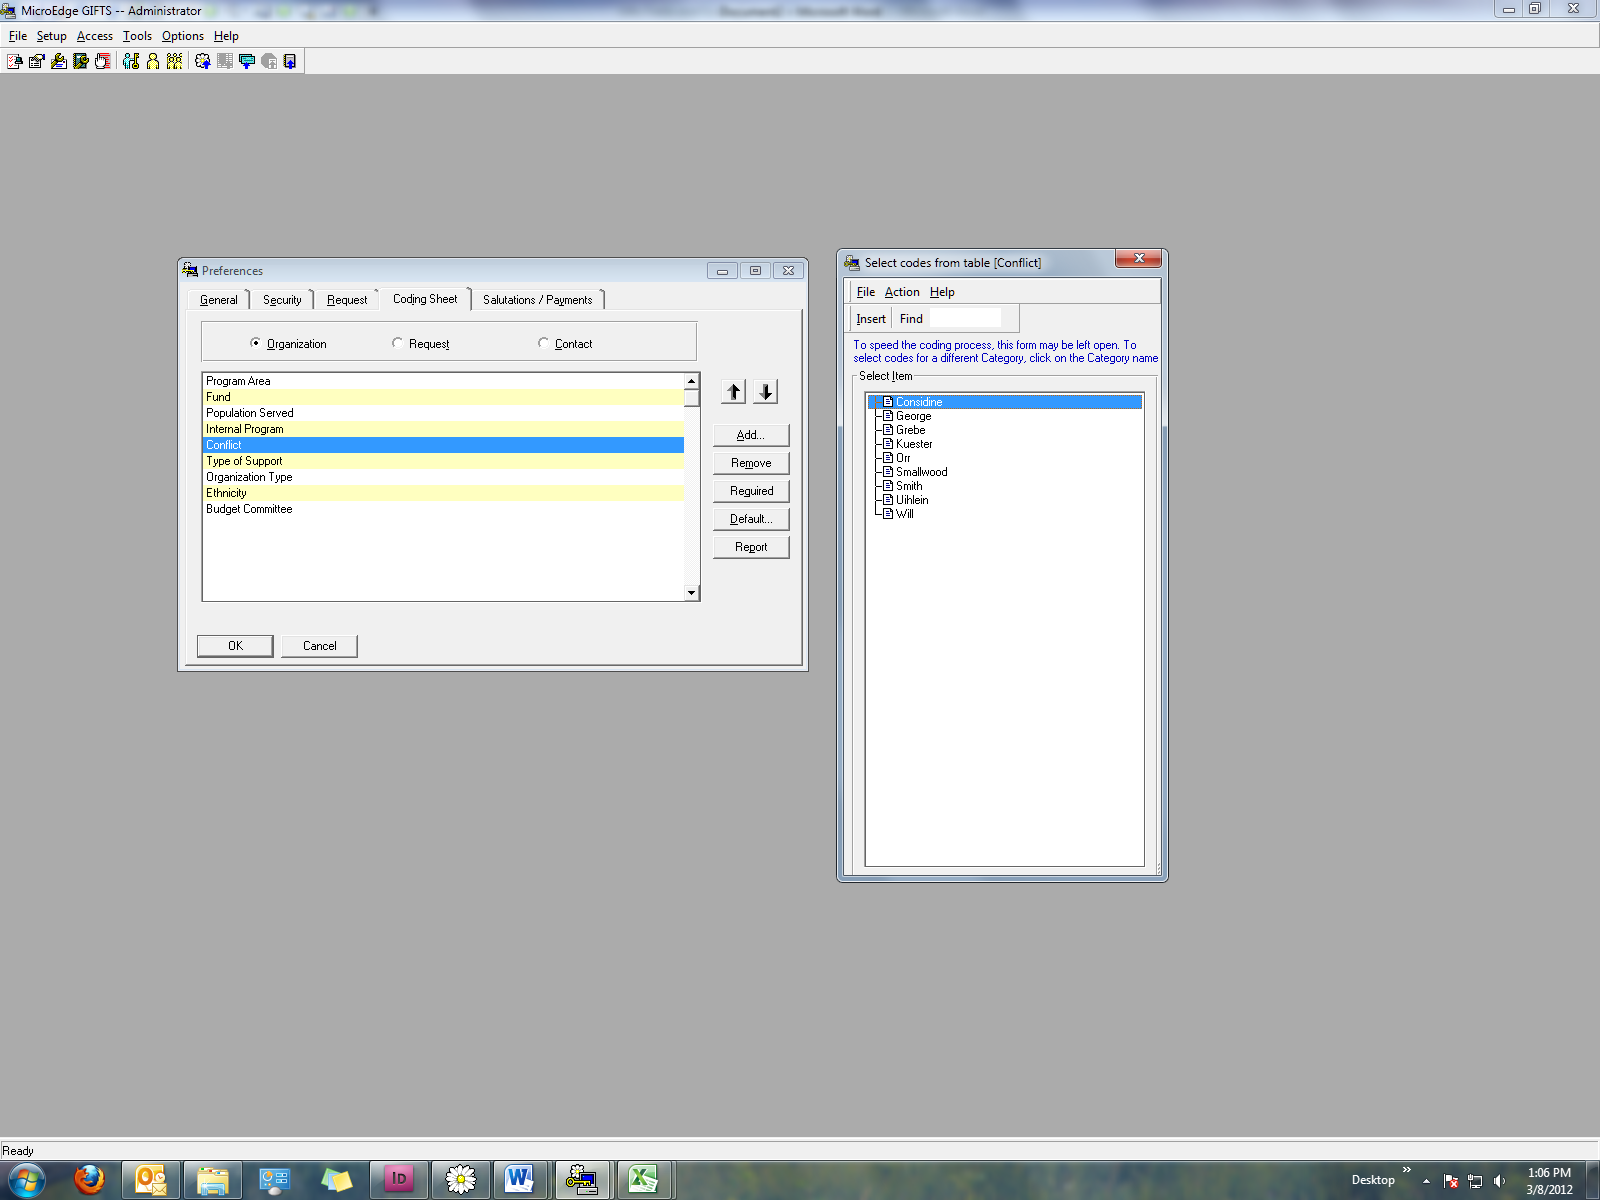 MicroEdge GIFTS -- Administrator
File Setup Access Tools Options Help
Preferences
General Security Request Coding Sheet Salutations / Payments
Organization Request Contact
Program Area
Fund
Population Served
Internal Program
Conflict
Type of Support
Organization Type
Ethnicity
Budget Committee
Add...
Remove
Required
Default...
Report
OK Cancel
Select codes from table [Conflict]
File Action Help
Insert Find
To speed the coding process, this form may be left open. To
select codes for a different Category, click on the Category name
Select Item
Considine
George
Grebe
Kuester
Orr
Smallwood
Smith
Uihlein
Will
Ready
Desktop
1:06 PM
3/8/2012